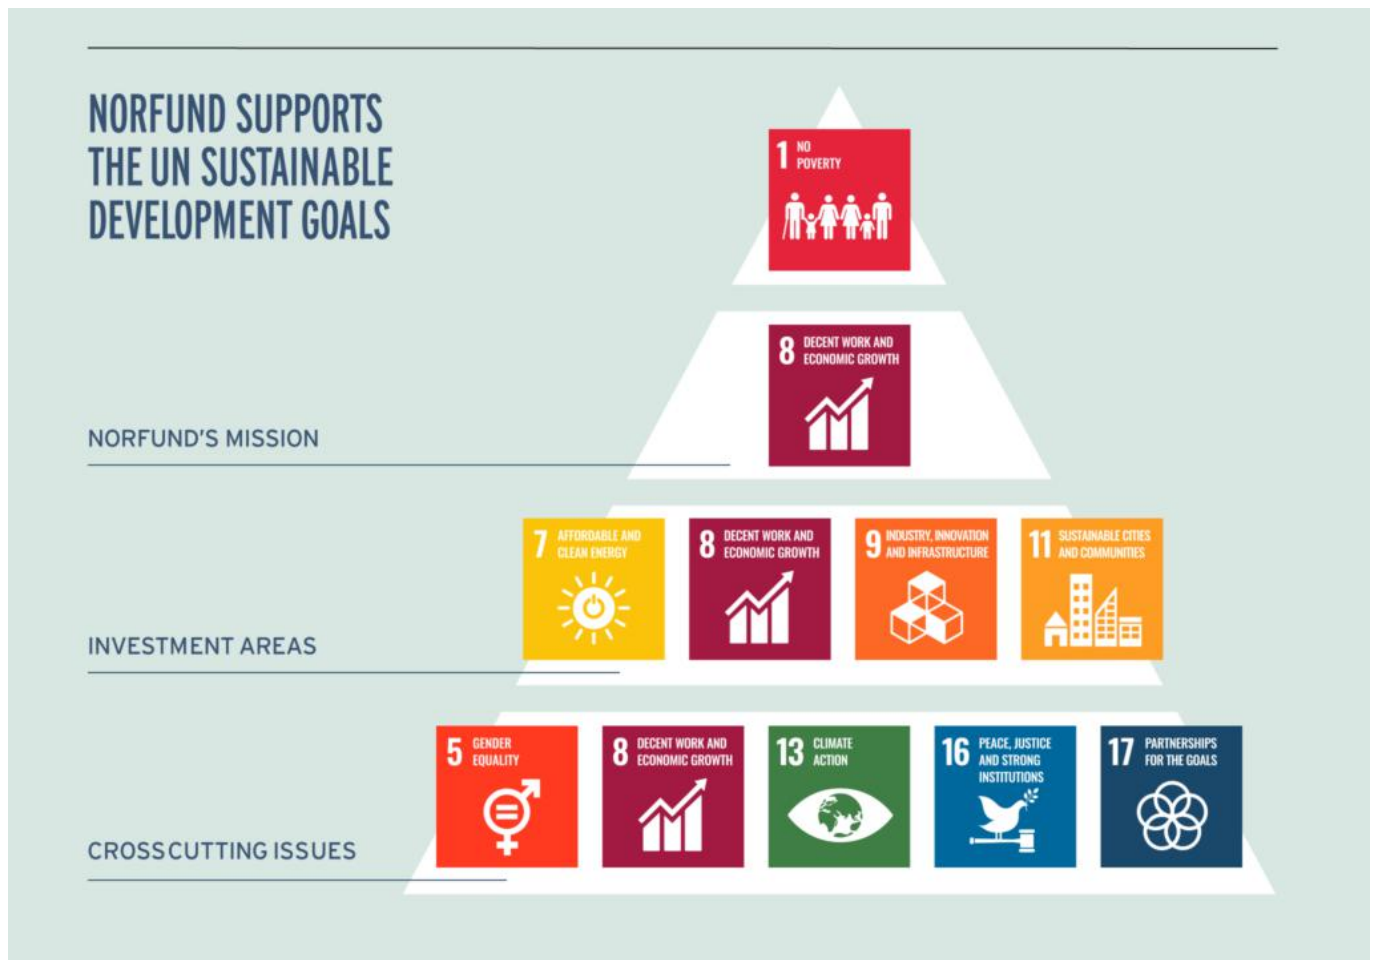 NORFUND SUPPORTS
THE UN SUSTAINABLE
DEVELOPMENT GOALS
1 NO
POVERTY
8 DECENT WORK AND
ECONOMIC GROWTH
NORFUND'S MISSION
7 AFFORDABLE AND
CLEAN ENERGY
8 DECENT WORK AND
ECONOMIC GROWTH
9 INDUSTRY, INNOVATION
AND INFRASTRUCTURE
11 SUSTAINABLE CITIES
AND COMMUNITIES
INVESTMENT AREAS
5 GENDER
EQUALITY
8 DECENT WORK AND
ECONOMIC GROWTH
13 CLIMATE
ACTION
16 PEACE, JUSTICE
AND STRONG
INSTITUTIONS
17 PARTNERSHIPS
FOR THE GOALS
CROSSCUTTING ISSUES